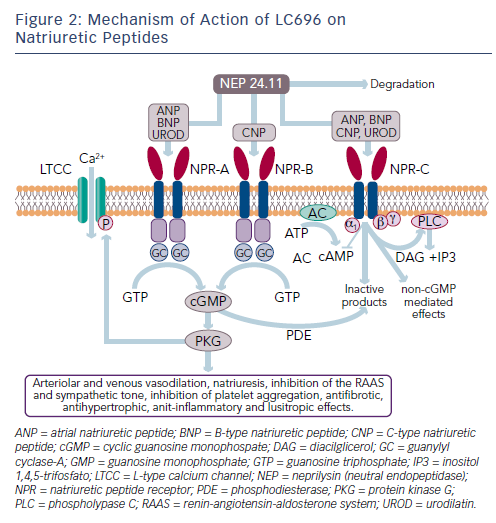 Figure 2: Mechanism of Action of LC696 on
Natriuretic Peptides
NEP 24.11
Degradation
ANP
BNP
UROD
CNP
ANP, BNP
CNP, UROD
LTCC
Ca2+
NPR-A
NPR-B
NPR-C
P
AC
α1
β
γ
PLC
ATP
GC
GC
GC
GC
AC
cAMP
DAG +IP3
GTP
cGMP
GTP
Inactive
products
non-cGMP
mediated
effects
PDE
PKG
Arteriolar and venous vasodilation, natriuresis, inhibition of the RAAS
and sympathetic tone, inhibition of platelet aggregation, antifibrotic,
antihypertrophic, anit-inflammatory and lusitropic effects.
ANP = atrial natriuretic peptide; BNP = B-type natriuretic peptide; CNP = C-type natriuretic
peptide; cGMP = cyclic guanosine monophospate; DAG = diacilglicerol; GC = guanylyl
cyclase-A; GMP = guanosine monophosphate; GTP = guanosine triphosphate; IP3 = inositol
1,4,5-trifosfato; LTCC = L-type calcium channel; NEP = neprilysin (neutral endopeptidase);
NPR = natriuretic peptide receptor; PDE = phosphodiesterase; PKG = protein kinase G;
PLC = phospholypase C; RAAS = renin-angiotensin-aldosterone system; UROD = urodilatin.